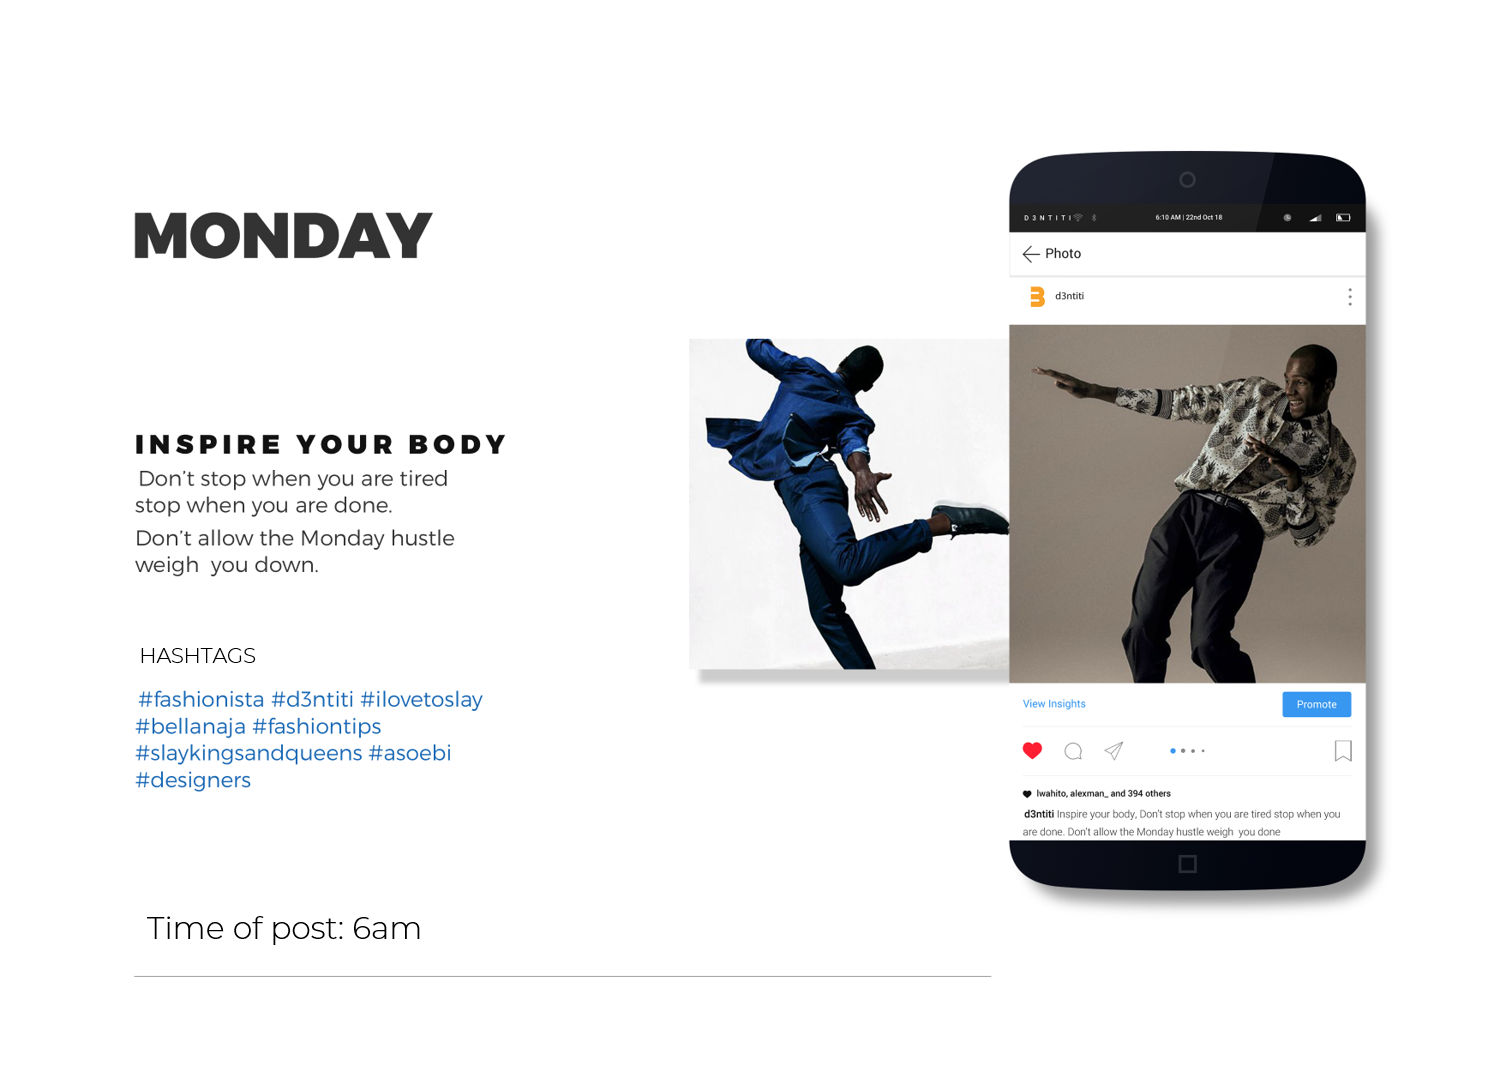 MONDAY
INSPIRE YOUR BODY
Don't stop when you are tired
stop when you are done.
Don't allow the Monday hustle
weigh  you down.
HASHTAGS
#fashionista #d3ntiti #ilovetoslay
#bellanaja #fashiontips
#slaykingsandqueens #asoebi
#designers
Time of post: 6am
D 3 N T I T I
6:10 AM | 22nd Oct 18
Photo
d3ntiti
View Insights
Promote
lwahito, alexman_ and 394 others
d3ntiti Inspire your body, Don't stop when you are tired stop when you
are done. Don't allow the Monday hustle weigh  you done